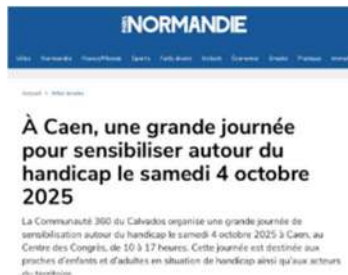 NORMANDIE
À Caen, une grande journée
pour sensibiliser autour du
handicap le samedi 4 octobre
2025
La Communauté 360 du Calvados organise une grande journée de
sensibilisation autour du handicap le samedi 4 octobre 2025 à Caen, au
Centre des Congrès, de 10 à 17 heures. Cette journée est destinée aux
proches d'enfants et d'adultes en situation de handicap ainsi qu'aux acteurs
du territoire